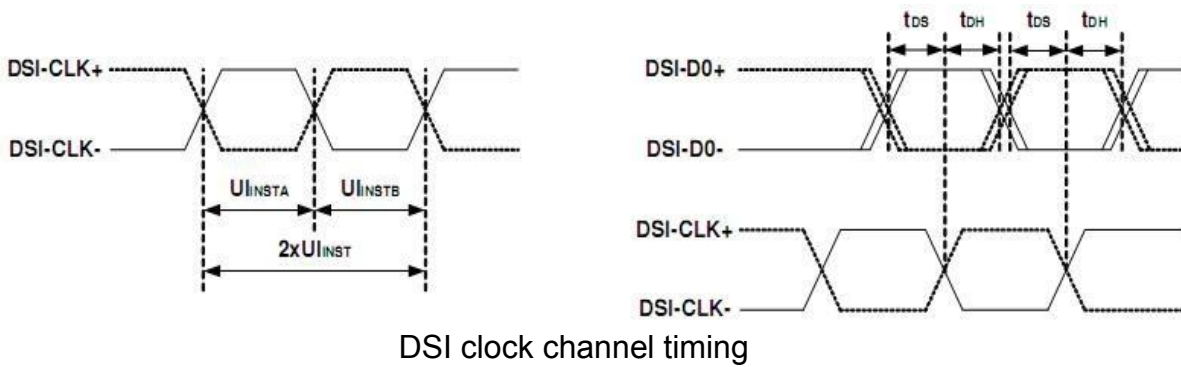 tDS tDH tDS tDH
DSI-CLK+
DSI-CLK-
UIINSTA UIINSTB
2xUIINST
DSI-D0+
DSI-D0-
DSI-CLK+
DSI-CLK-
DSI clock channel timing